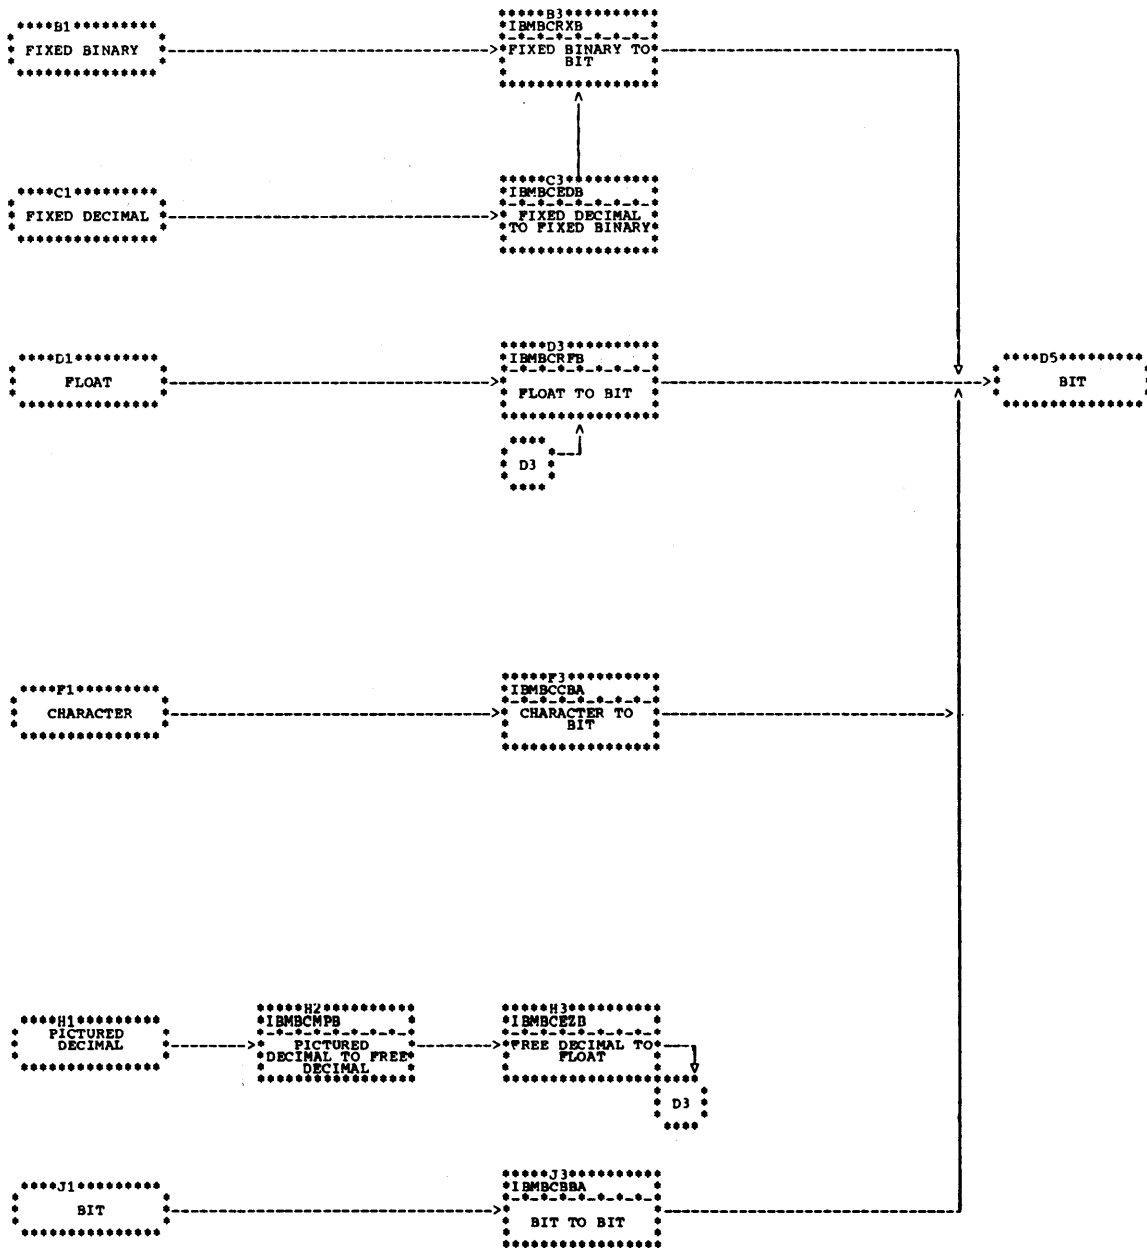 ****B1*********
FIXED BINARY
*****B3**********
IBMBCRXB
*-*-*-*-*-*-*-*-*
FIXED BINARY TO
BIT
****C1*********
FIXED DECIMAL
*****C3**********
IBMBCEDB
*-*-*-*-*-*-*-*-*
FIXED DECIMAL
TO FIXED BINARY
****D1*********
FLOAT
*****D3**********
IBMBCRFB
*-*-*-*-*-*-*-*-*
FLOAT TO BIT
****D5*********
BIT
D3
****F1*********
CHARACTER
*****F3**********
IBMBCCBA
*-*-*-*-*-*-*-*-*
CHARACTER TO
BIT
****H1*********
PICTURED
DECIMAL
*****H2**********
IBMBCMPB
*-*-*-*-*-*-*-*-*
PICTURED
DECIMAL TO FREE
DECIMAL
*****H3**********
IBMBCEZB
*-*-*-*-*-*-*-*-*
FREE DECIMAL TO
FLOAT
D3
****J1*********
BIT
*****J3**********
IBMBCBBA
*-*-*-*-*-*-*-*-*
BIT TO BIT